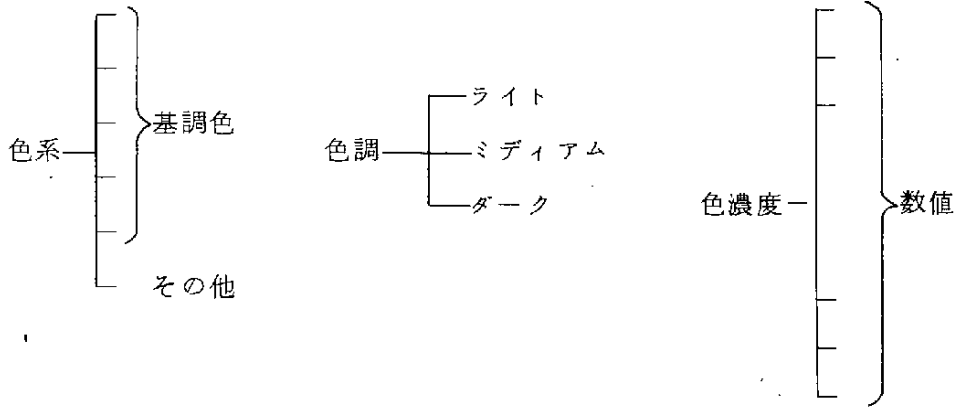 色系
基調色
その他
色調
ライト
ミディアム
ダーク
色濃度
数値